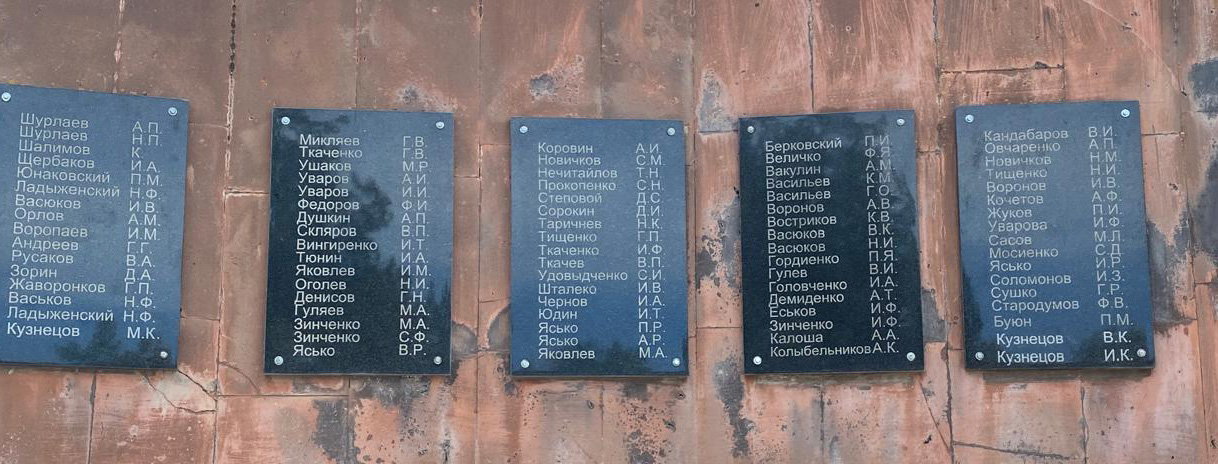 Шурлаев А.П.
Шурлаев Н.П.
Шалимов К.
Щербаков И.А.
Юнаковский П.М.
Ладыженский Н.Ф.
Васюков И.В.
Орлов А.М.
Воропаев И.М.
Андреев Г.Г.
Русаков В.А.
Зорин Д.А.
Жаворонков Г.П.
Васьков Н.Ф.
Ладыженский Н.Ф.
Кузнецов М.К.
Микляев Г.В.
Ткаченко Г.В.
Ушаков М.Р.
Уваров А.И.
Уваров И.И.
Федоров Ф.И.
Душкин А.П.
Скляров В.П.
Вингиренко И.Т.
Тюнин И.А.
Яковлев И.М.
Оголев Н.И.
Денисов Г.Н.
Гуляев М.А.
Зинченко М.А.
Зинченко С.Ф.
Ясько В.Р.
Коровин А.И.
Новичков С.М.
Нечитайлов Т.Н.
Прокопенко С.Н.
Степовой Д.С.
Сорокин Д.И.
Таричнев Н.К.
Тищенко Г.П.
Ткаченко И.Ф.
Ткачев В.П.
Удовыдченко С.И.
Шталеко И.В.
Чернов И.А.
Юдин И.Т.
Ясько П.Р.
Ясько А.Р.
Яковлев М.А.
Берковский П.И.
Величко Ф.Я.
Вакулин А.М.
Васильев К.М.
Васильев Г.О.
Воронов А.В.
Востриков К.В.
Васюков В.К.
Васюков Н.И.
Гордиенко П.Я.
Гулев В.И.
Головченко И.А.
Демиденко А.Т.
Еськов И.Ф.
Зинченко И.Ф.
Калоша А.А.
Колыбельников А.К.
Кандабаров В.И.
Овчаренко А.П.
Новичков Н.М.
Тищенко Н.И.
Воронов И.В.
Кочетов А.Ф.
Жуков П.И.
Уварова И.Ф.
Сасов М.П.
Мосиенко С.Д.
Ясько И.Р.
Соломонов И.З.
Сушко Г.Р.
Стародумов Ф.В.
Буюн П.М.
Кузнецов В.К.
Кузнецов И.К.